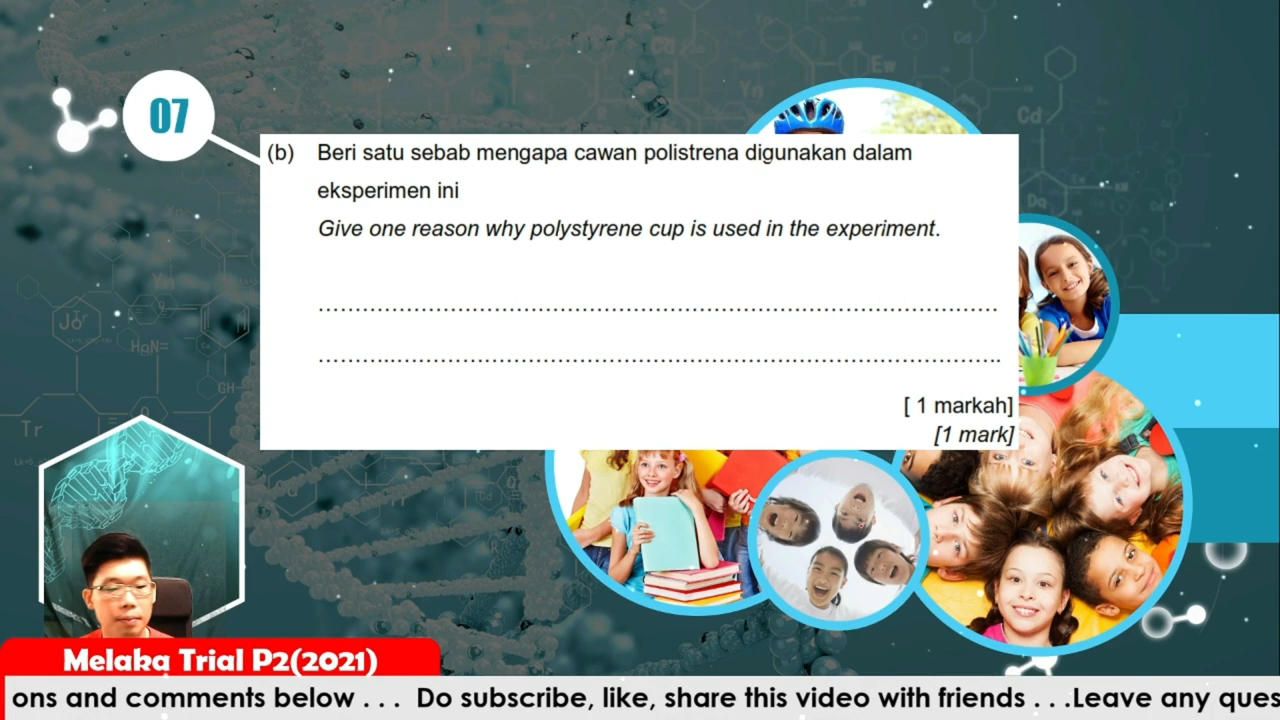 07
(b) Beri satu sebab mengapa cawan polistrena digunakan dalam
eksperimen ini
Give one reason why polystyrene cup is used in the experiment.
[ 1 markah]
[1 mark]
Melaka Trial P2(2021)
ons and comments below . . . Do subscribe, like, share this video with friends . . .Leave any ques